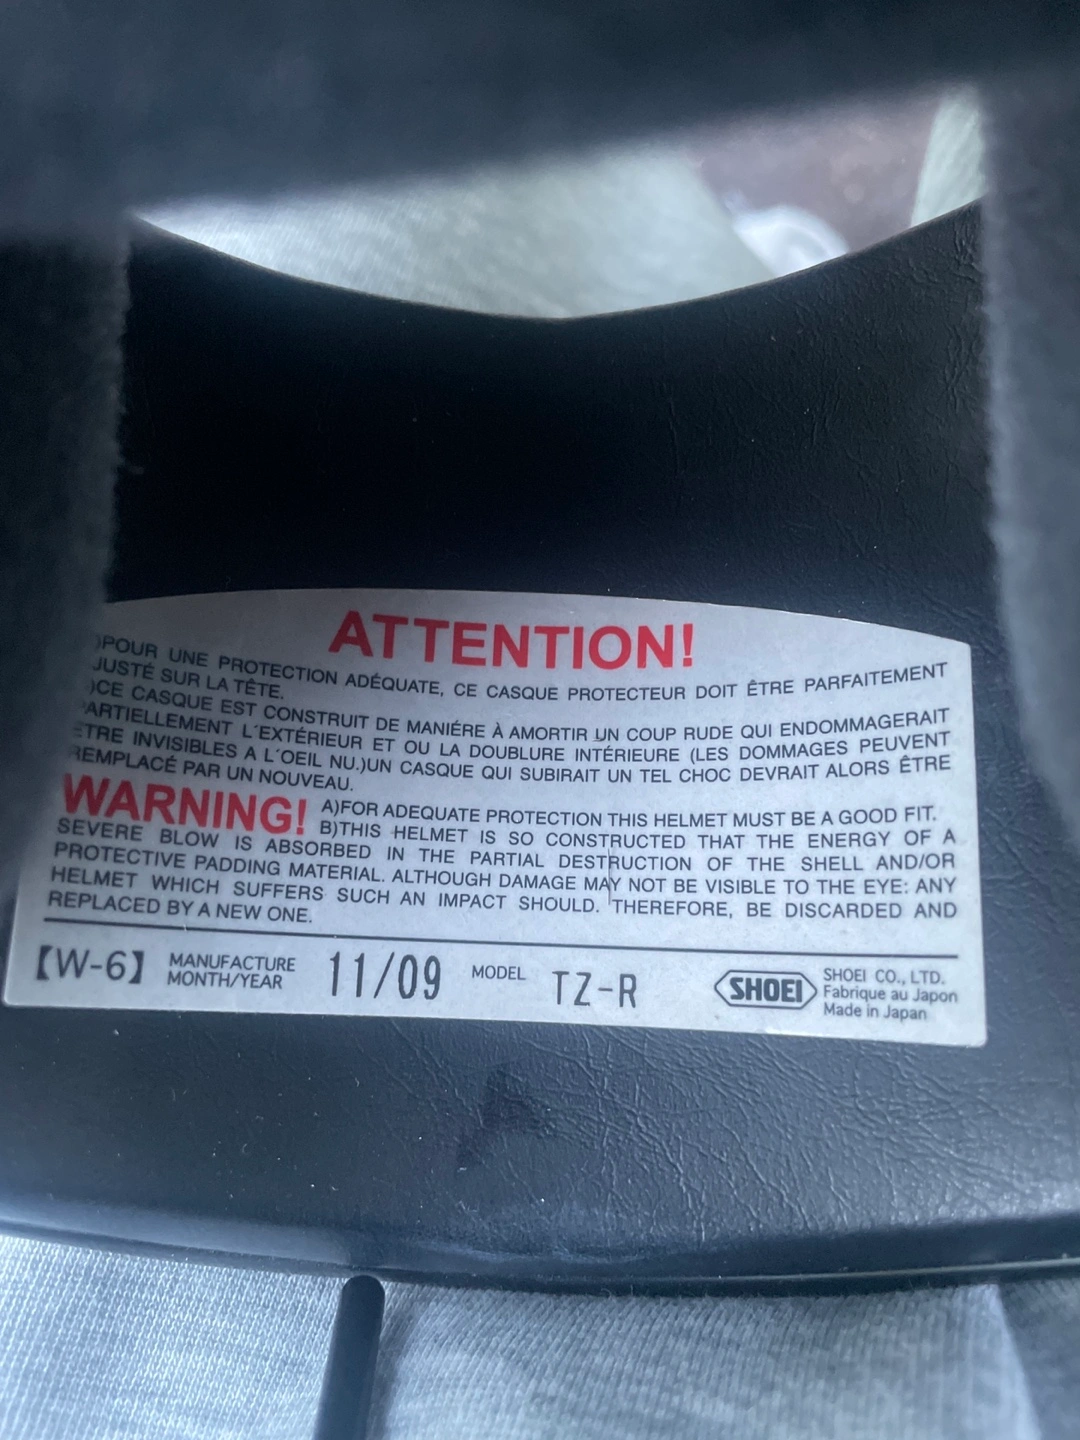 ATTENTION!
)POUR UNE PROTECTION ADÉQUATE, CE CASQUE PROTECTEUR DOIT ÊTRE PARFAITEMENT
JUSTÉ SUR LA TÊTE.
)CE CASQUE EST CONSTRUIT DE MANIÉRE À AMORTIR UN COUP RUDE QUI ENDOMMAGERAIT
ARTIELLEMENT L´EXTÉRIEUR ET OU LA DOUBLURE INTÉRIEURE (LES DOMMAGES PEUVENT
ETRE INVISIBLES A L´OEIL NU.)UN CASQUE QUI SUBIRAIT UN TEL CHOC DEVRAIT ALORS ÊTRE
REMPLACÉ PAR UN NOUVEAU.
WARNING! A)FOR ADEQUATE PROTECTION THIS HELMET MUST BE A GOOD FIT.
B)THIS HELMET IS SO CONSTRUCTED THAT THE ENERGY OF A
SEVERE BLOW IS ABSORBED IN THE PARTIAL DESTRUCTION OF THE SHELL AND/OR
PROTECTIVE PADDING MATERIAL. ALTHOUGH DAMAGE MAY NOT BE VISIBLE TO THE EYE: ANY
HELMET WHICH SUFFERS SUCH AN IMPACT SHOULD. THEREFORE, BE DISCARDED AND
REPLACED BY A NEW ONE.
【W-6】 MANUFACTURE MONTH/YEAR 11/09 MODEL TZ-R SHOEI SHOEI CO., LTD.
Fabrique au Japon
Made in Japan